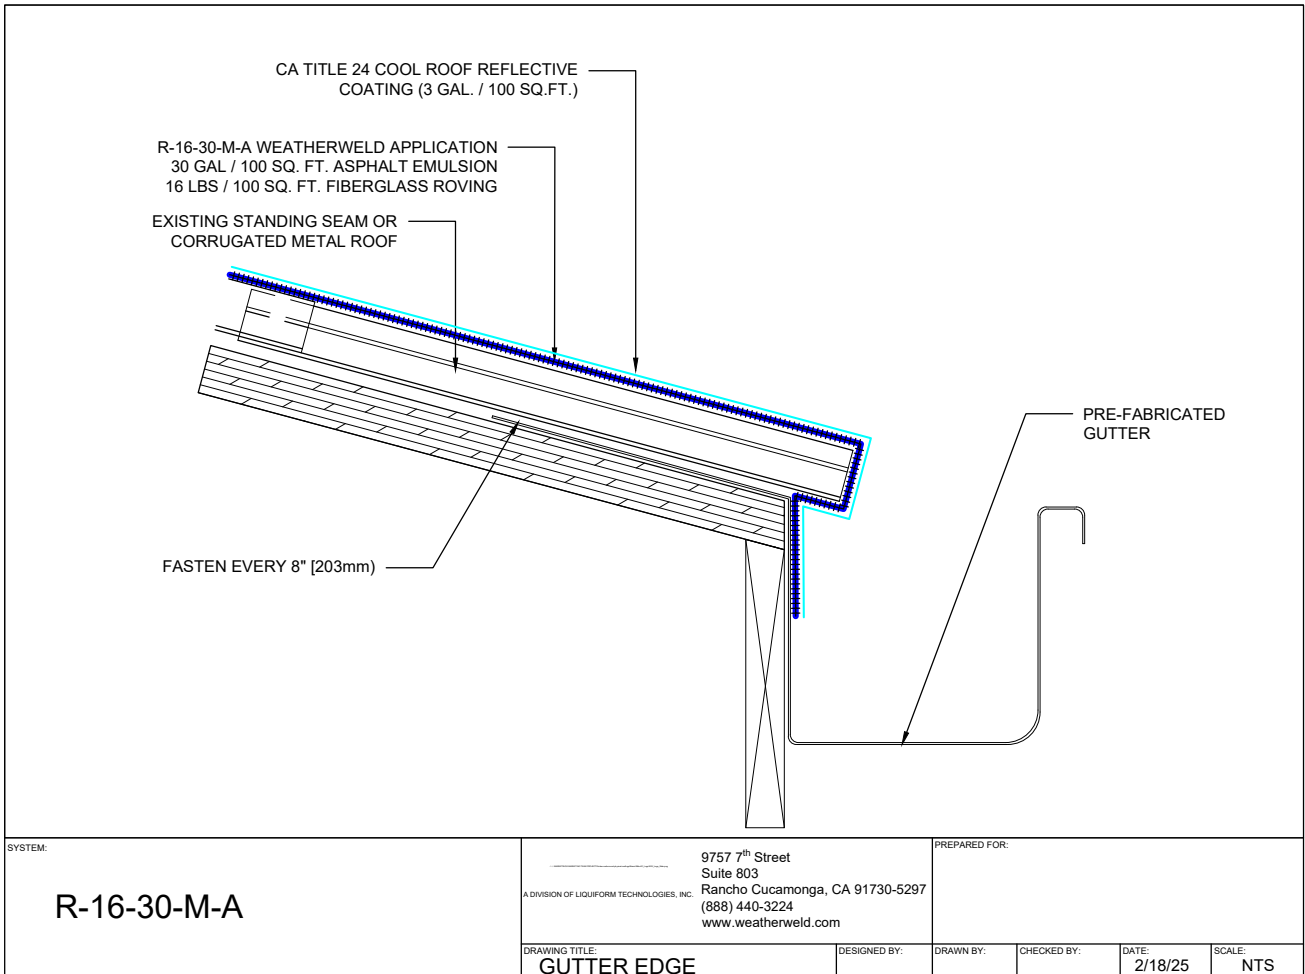 CA TITLE 24 COOL ROOF REFLECTIVE
COATING (3 GAL. / 100 SQ.FT.)
R-16-30-M-A WEATHERWELD APPLICATION
30 GAL / 100 SQ. FT. ASPHALT EMULSION
16 LBS / 100 SQ. FT. FIBERGLASS ROVING
EXISTING STANDING SEAM OR
CORRUGATED METAL ROOF
PRE-FABRICATED
GUTTER
FASTEN EVERY 8" [203mm)
SYSTEM:
R-16-30-M-A
A DIVISION OF LIQUIFORM TECHNOLOGIES, INC.
9757 7th Street
Suite 803
Rancho Cucamonga, CA 91730-5297
(888) 440-3224
www.weatherweld.com
PREPARED FOR:
DRAWING TITLE:
GUTTER EDGE
DESIGNED BY:
DRAWN BY:
CHECKED BY:
DATE:
2/18/25
SCALE:
NTS